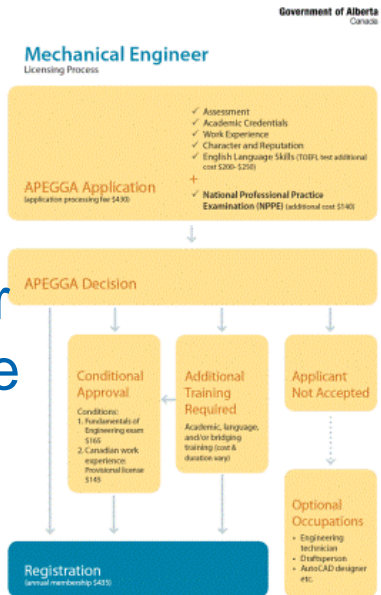 Government of Alberta
Canada
Mechanical Engineer
Licensing Process
✓ Assessment
✓ Academic Credentials
✓ Work Experience
✓ Character and Reputation
✓ English Language Skills (TOEFL test additional
cost $200- $250)
+
✓ National Professional Practice
Examination (NPPE) (additional cost $140)
APEGGA Application
(application processing fee $430)
APEGGA Decision
r
e
Conditional
Approval
Conditions:
1. Fundamentals of
Engineering exam
$165
2. Canadian work
experience:
Provisional license
$145
Additional
Training
Required
Academic, language,
and/or bridging
training (cost &
duration vary)
Applicant
Not Accepted
Optional
Occupations
• Engineering
technician
• Draftsperson
• AutoCAD designer
etc.
Registration
(annual membership $435)